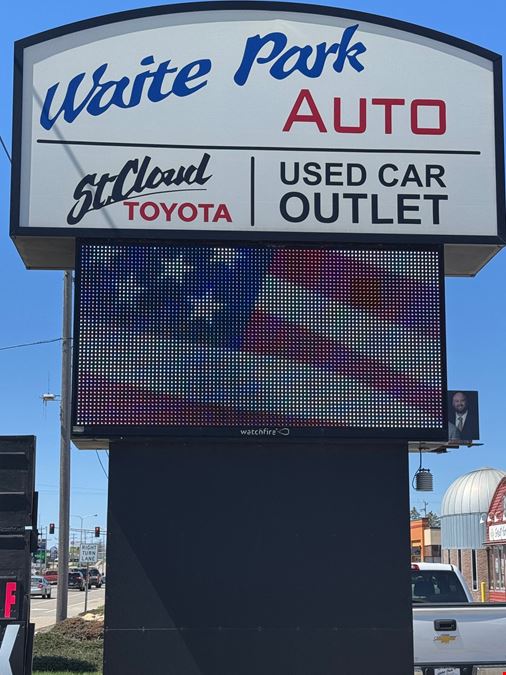 Waite Park
AUTO
St. Cloud
TOYOTA
USED CAR
OUTLET
watchfire
RIGHT
TURN
LANE
F